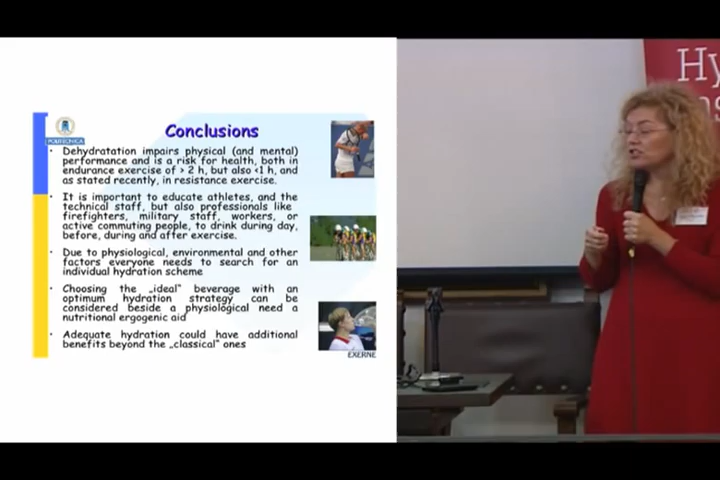 Conclusions
POLITÉCNICA
• Dehydratation impairs physical (and mental)
performance and is a risk for health, both in
endurance exercise of > 2 h, but also <1 h, and
as stated recently, in resistance exercise.
• It is important to educate athletes, and the
technical staff, but also professionals like
firefighters, military staff, workers, or
active commuting people, to drink during day,
before, during and after exercise.
• Due to physiological, environmental and other
factors everyone needs to search for an
individual hydration scheme
• Choosing the „ideal“ beverage with an
optimum hydration strategy can be
considered beside a physiological need a
nutritional ergogenic aid
• Adequate hydration could have additional
benefits beyond the „classical“ ones
EXERNE
Hy